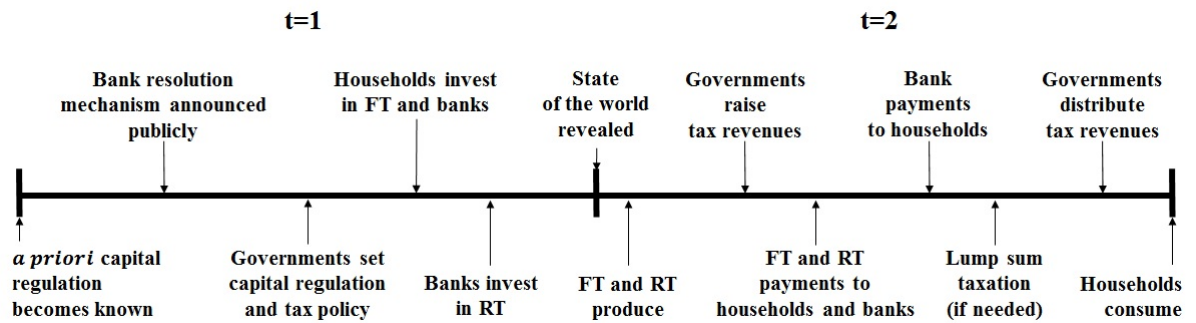 t=1
t=2
Bank resolution
mechanism announced
publicly
Households invest
in FT and banks
State
of the world
revealed
Governments
raise
tax revenues
Bank
payments
to households
Governments
distribute
tax revenues
a priori capital
regulation
becomes known
Governments set
capital regulation
and tax policy
Banks invest
in RT
FT and RT
produce
FT and RT
payments to
households and banks
Lump sum
taxation
(if needed)
Households
consume